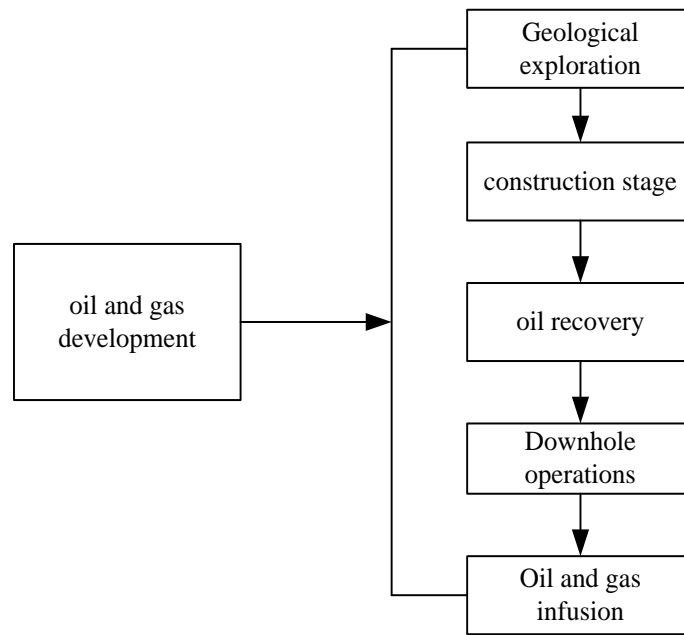 Geological
exploration
construction stage
oil and gas
development
oil recovery
Downhole
operations
Oil and gas
infusion